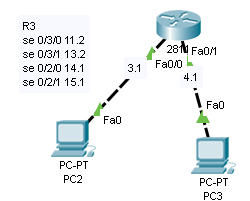 R3
se 0/3/0 11.2
se 0/3/1 13.2
se 0/2/0 14.1
se 0/2/1 15.1
281
Fa0/1
Fa0/0
3.1
4.1
Fa0
Fa0
PC-PT
PC2
PC-PT
PC3